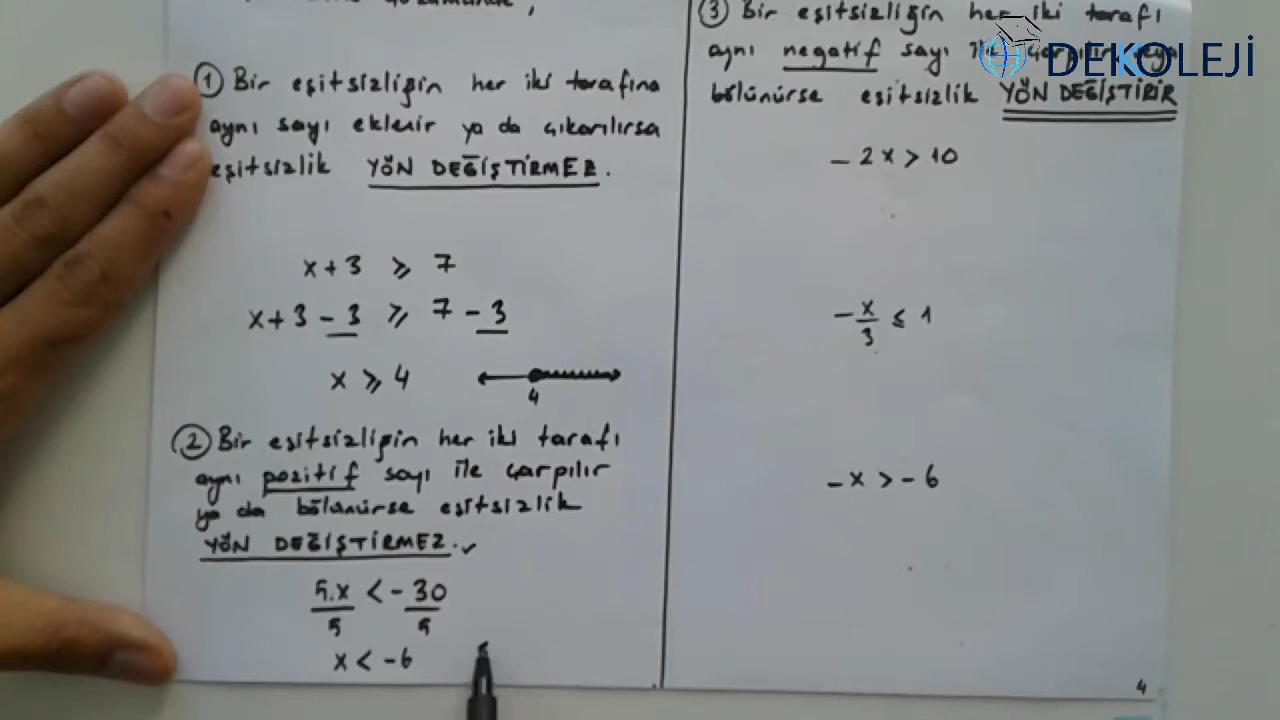 ① Bir eşitsizliğin her iki tarafına
aynı sayı eklenir ya da çıkarılırsa
eşitsizlik YÖN DEĞİŞTİRMEZ.
x + 3 ⩾ 7
x + 3 - 3 ⩾ 7 - 3
x ⩾ 4
4
② Bir eşitsizliğin her iki tarafı
aynı pozitif sayı ile çarpılır
ya da bölünürse eşitsizlik
YÖN DEĞİŞTİRMEZ.
5.x < - 30
5 5
x < - 6
③ Bir eşitsizliğin her iki tarafı
aynı negatif sayı
bölünürse eşitsizlik YÖN DEĞİŞTİRİR
- 2x > 10
- x/3 ≤ 1
- x > - 6
4
DEKOLEJİ